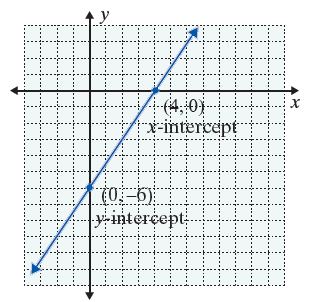 y
x
(4, 0)
x-intercept
(0, –6)
y-intercept